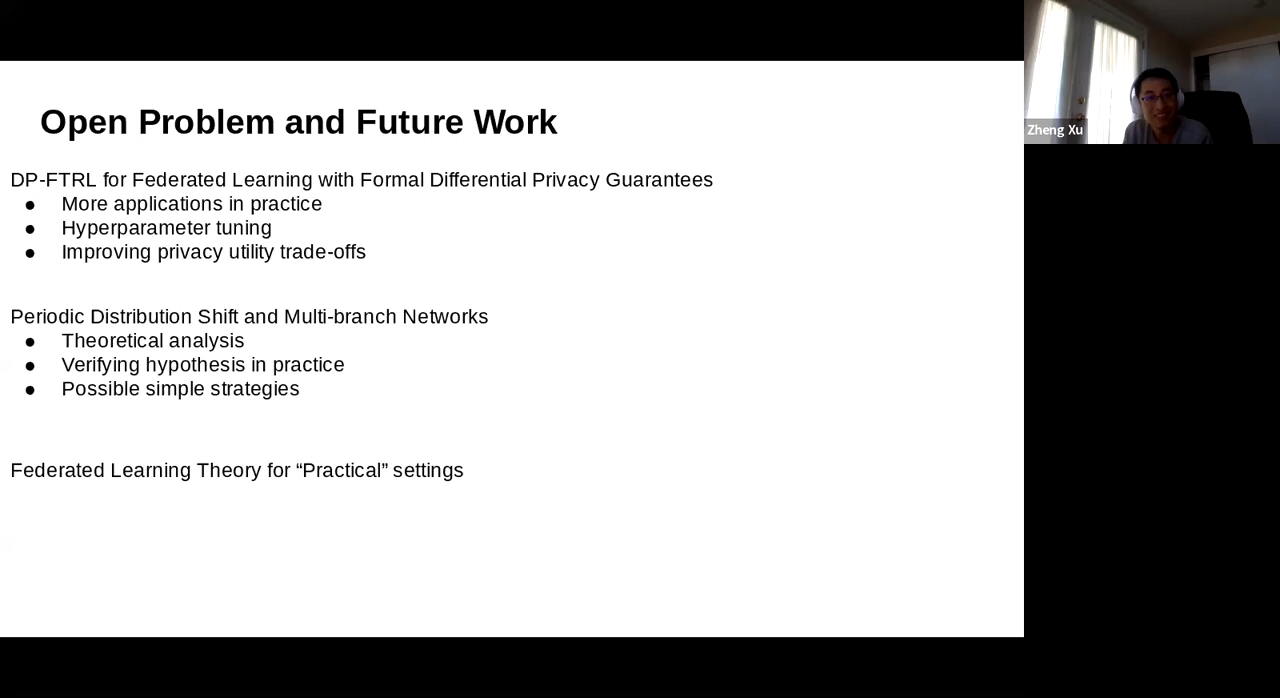 Open Problem and Future Work
DP-FTRL for Federated Learning with Formal Differential Privacy Guarantees
● More applications in practice
● Hyperparameter tuning
● Improving privacy utility trade-offs
Periodic Distribution Shift and Multi-branch Networks
● Theoretical analysis
● Verifying hypothesis in practice
● Possible simple strategies
Federated Learning Theory for “Practical” settings
Zheng Xu